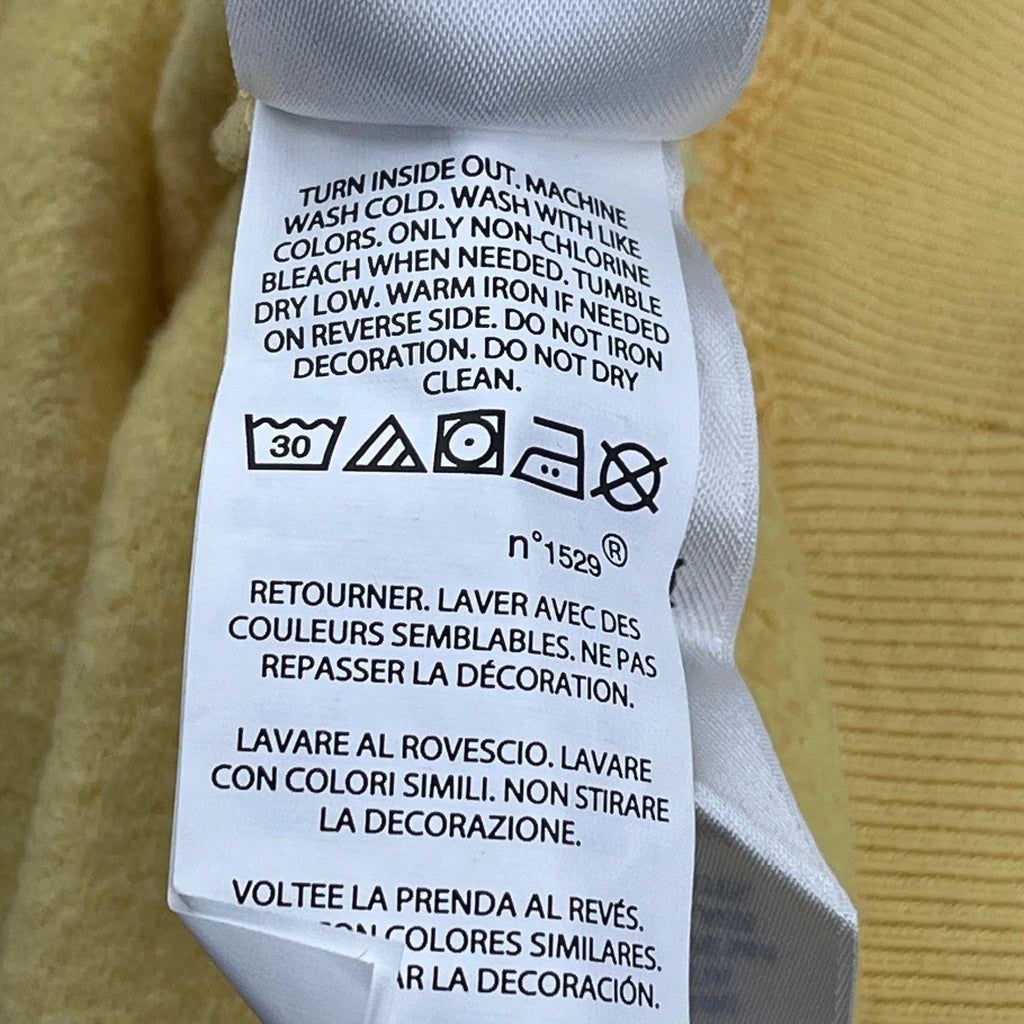 TURN INSIDE OUT. MACHINE
WASH COLD. WASH WITH LIKE
COLORS. ONLY NON-CHLORINE
BLEACH WHEN NEEDED. TUMBLE
DRY LOW. WARM IRON IF NEEDED
ON REVERSE SIDE. DO NOT IRON
DECORATION. DO NOT DRY
CLEAN.
30
n°1529®
RETOURNER. LAVER AVEC DES
COULEURS SEMBLABLES. NE PAS
REPASSER LA DÉCORATION.
LAVARE AL ROVESCIO. LAVARE
CON COLORI SIMILI. NON STIRARE
LA DECORAZIONE.
VOLTEE LA PRENDA AL REVÉS.
COLORES SIMILARES.
LA DECORACIÓN.